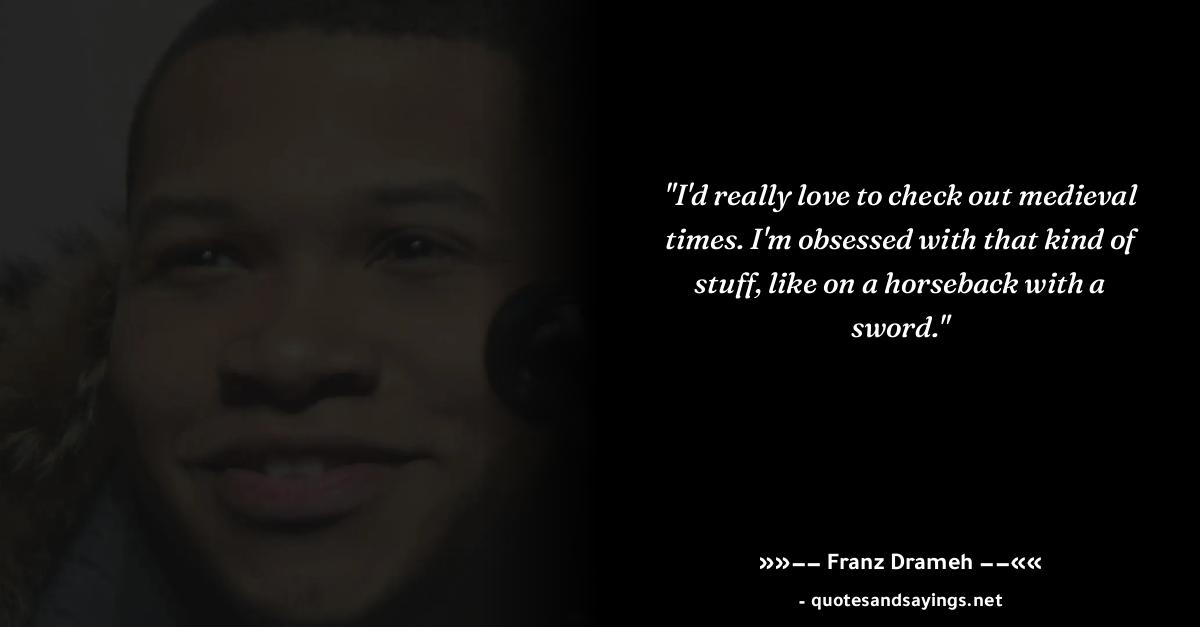 "I'd really love to check out medieval
times. I'm obsessed with that kind of
stuff, like on a horseback with a
sword."
»»–– Franz Drameh ––««
- quotesandsayings.net